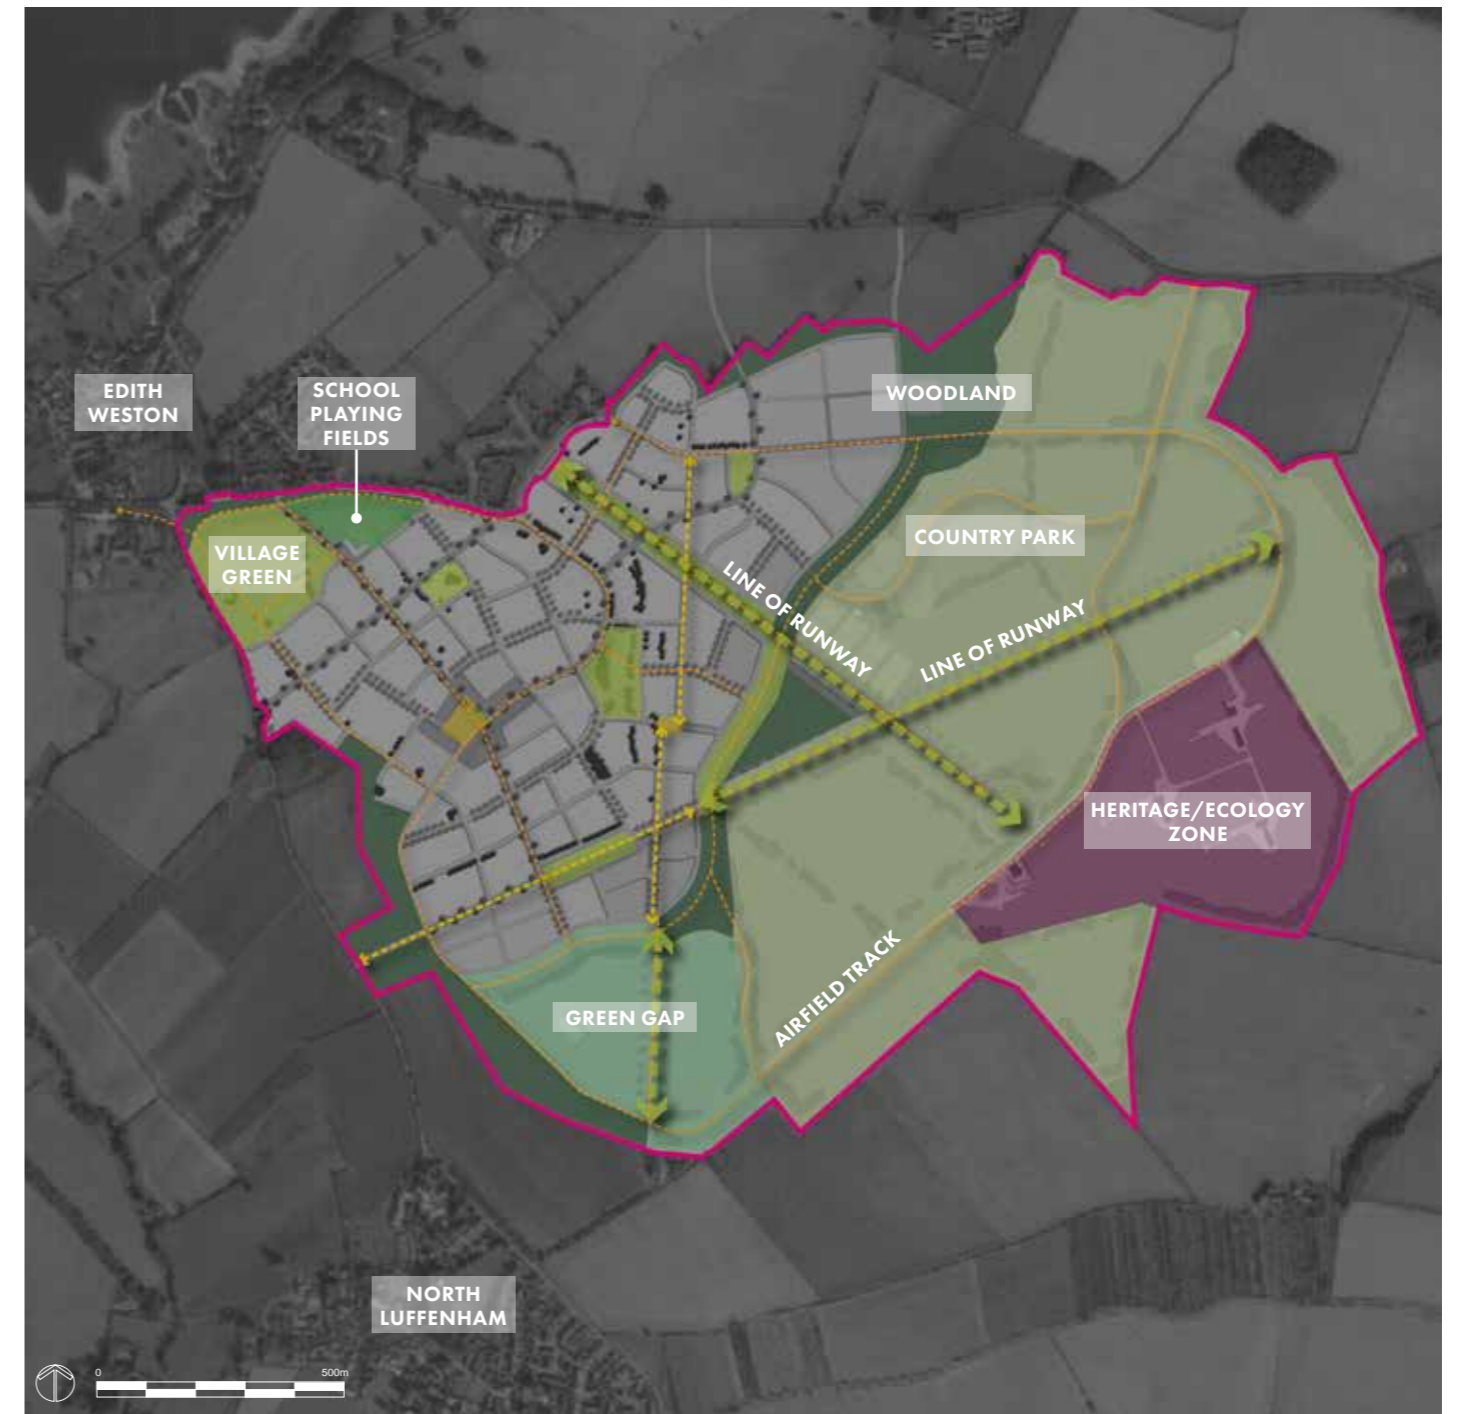 EDITH
WESTON
SCHOOL
PLAYING
FIELDS
WOODLAND
VILLAGE
GREEN
COUNTRY PARK
LINE OF RUNWAY
LINE OF RUNWAY
HERITAGE/ECOLOGY
ZONE
AIRFIELD TRACK
GREEN GAP
NORTH
LUFFENHAM
0 500m